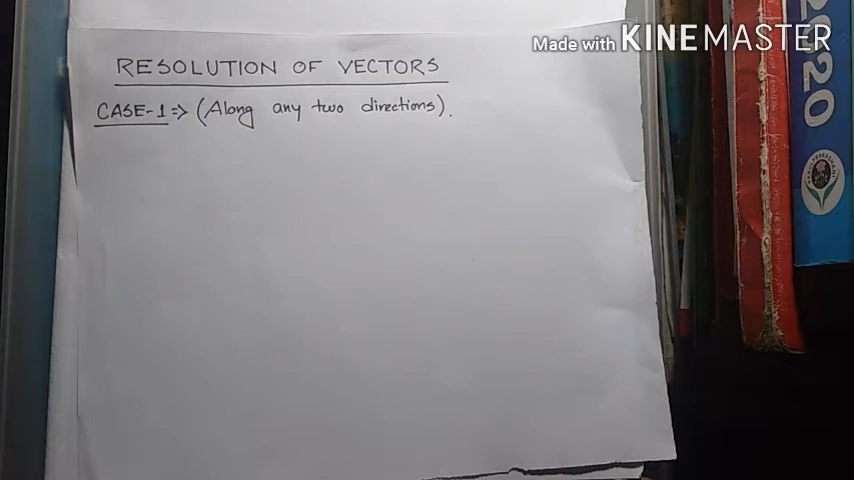 Made with KINEMASTER
RESOLUTION OF VECTORS
CASE-1 => (Along any two directions).
2020